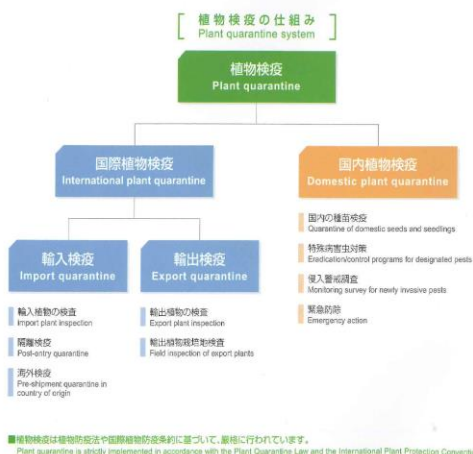 植物検疫の仕組み
Plant quarantine system
植物検疫
Plant quarantine
国際植物検疫
International plant quarantine
国内植物検疫
Domestic plant quarantine
輸入検疫
Import quarantine
輸出検疫
Export quarantine
輸入植物の検査
Import plant inspection
隔離検疫
Post-entry quarantine
海外検疫
Pre-shipment quarantine in
country of origin
輸出植物の検査
Export plant inspection
輸出植物栽培地検査
Field inspection of export plants
国内の種苗検疫
Quarantine of domestic seeds and seedlings
特殊病害虫対策
Eradication/control programs for designated pests
侵入警戒調査
Monitoring survey for newly invasive pests
緊急防除
Emergency action
■植物検疫は植物防疫法や国際植物防疫条約に基づいて、厳格に行われています。
Plant quarantine is strictly implemented in accordance with the Plant Quarantine Law and the International Plant Protection Conventi